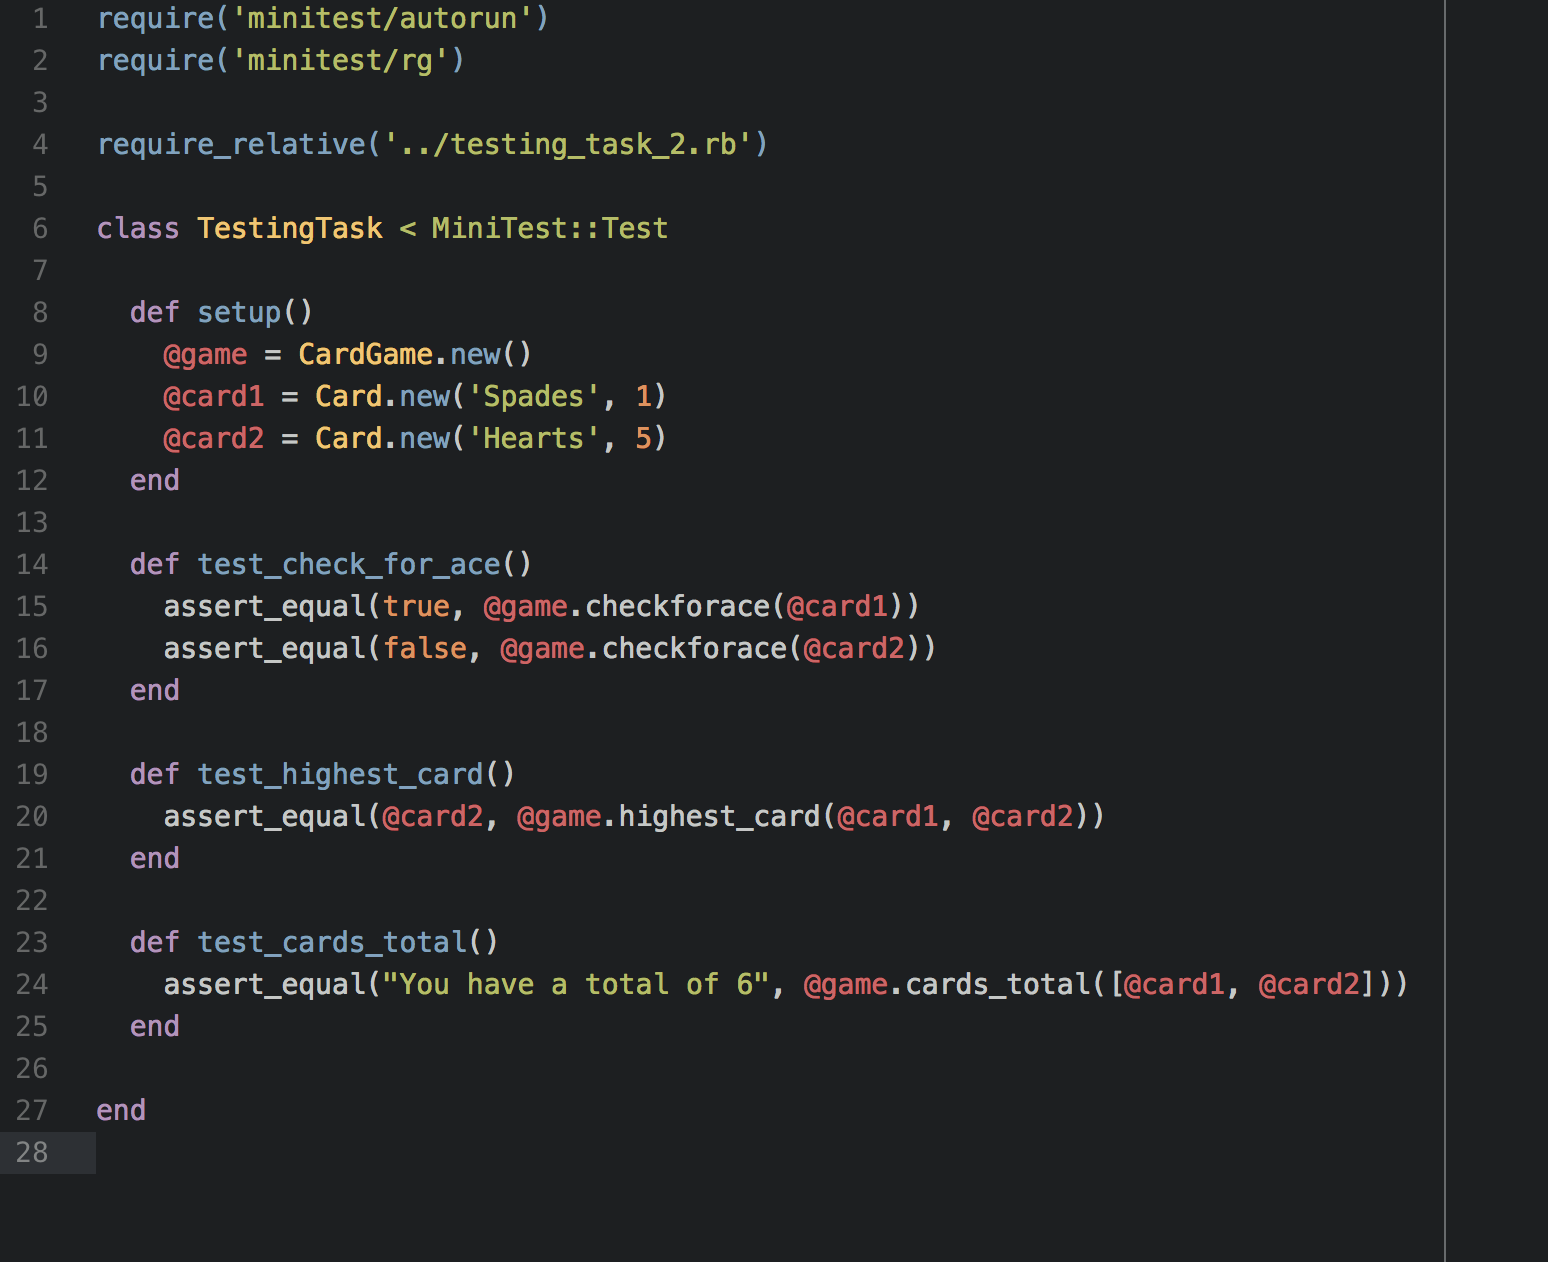 1 require('minitest/autorun')
2 require('minitest/rg')
3
4 require_relative('../testing_task_2.rb')
5
6 class TestingTask < MiniTest::Test
7
8   def setup()
9     @game = CardGame.new()
10     @card1 = Card.new('Spades', 1)
11     @card2 = Card.new('Hearts', 5)
12   end
13
14   def test_check_for_ace()
15     assert_equal(true, @game.checkforace(@card1))
16     assert_equal(false, @game.checkforace(@card2))
17   end
18
19   def test_highest_card()
20     assert_equal(@card2, @game.highest_card(@card1, @card2))
21   end
22
23   def test_cards_total()
24     assert_equal("You have a total of 6", @game.cards_total([@card1, @card2]))
25   end
26
27 end
28